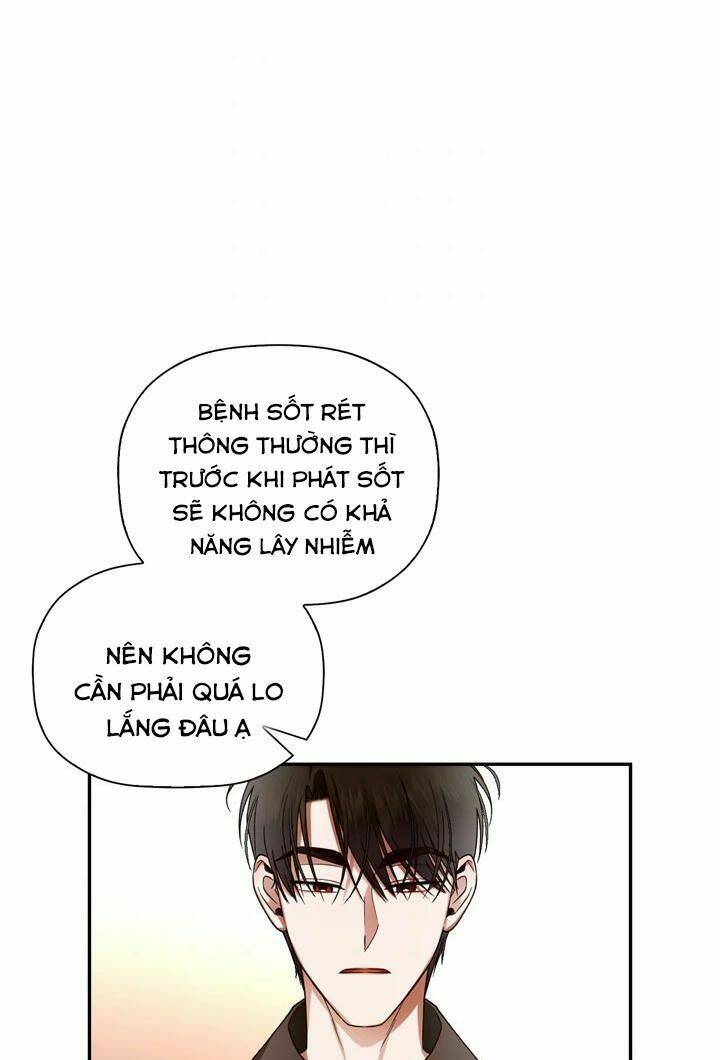 BỆNH SỐT RÉT
THÔNG THƯỜNG THÌ
TRƯỚC KHI PHÁT SỐT
SẼ KHÔNG CÓ KHẢ
NĂNG LÂY NHIỄM
NÊN KHÔNG
CẦN PHẢI QUÁ LO
LẮNG ĐÂU Ạ